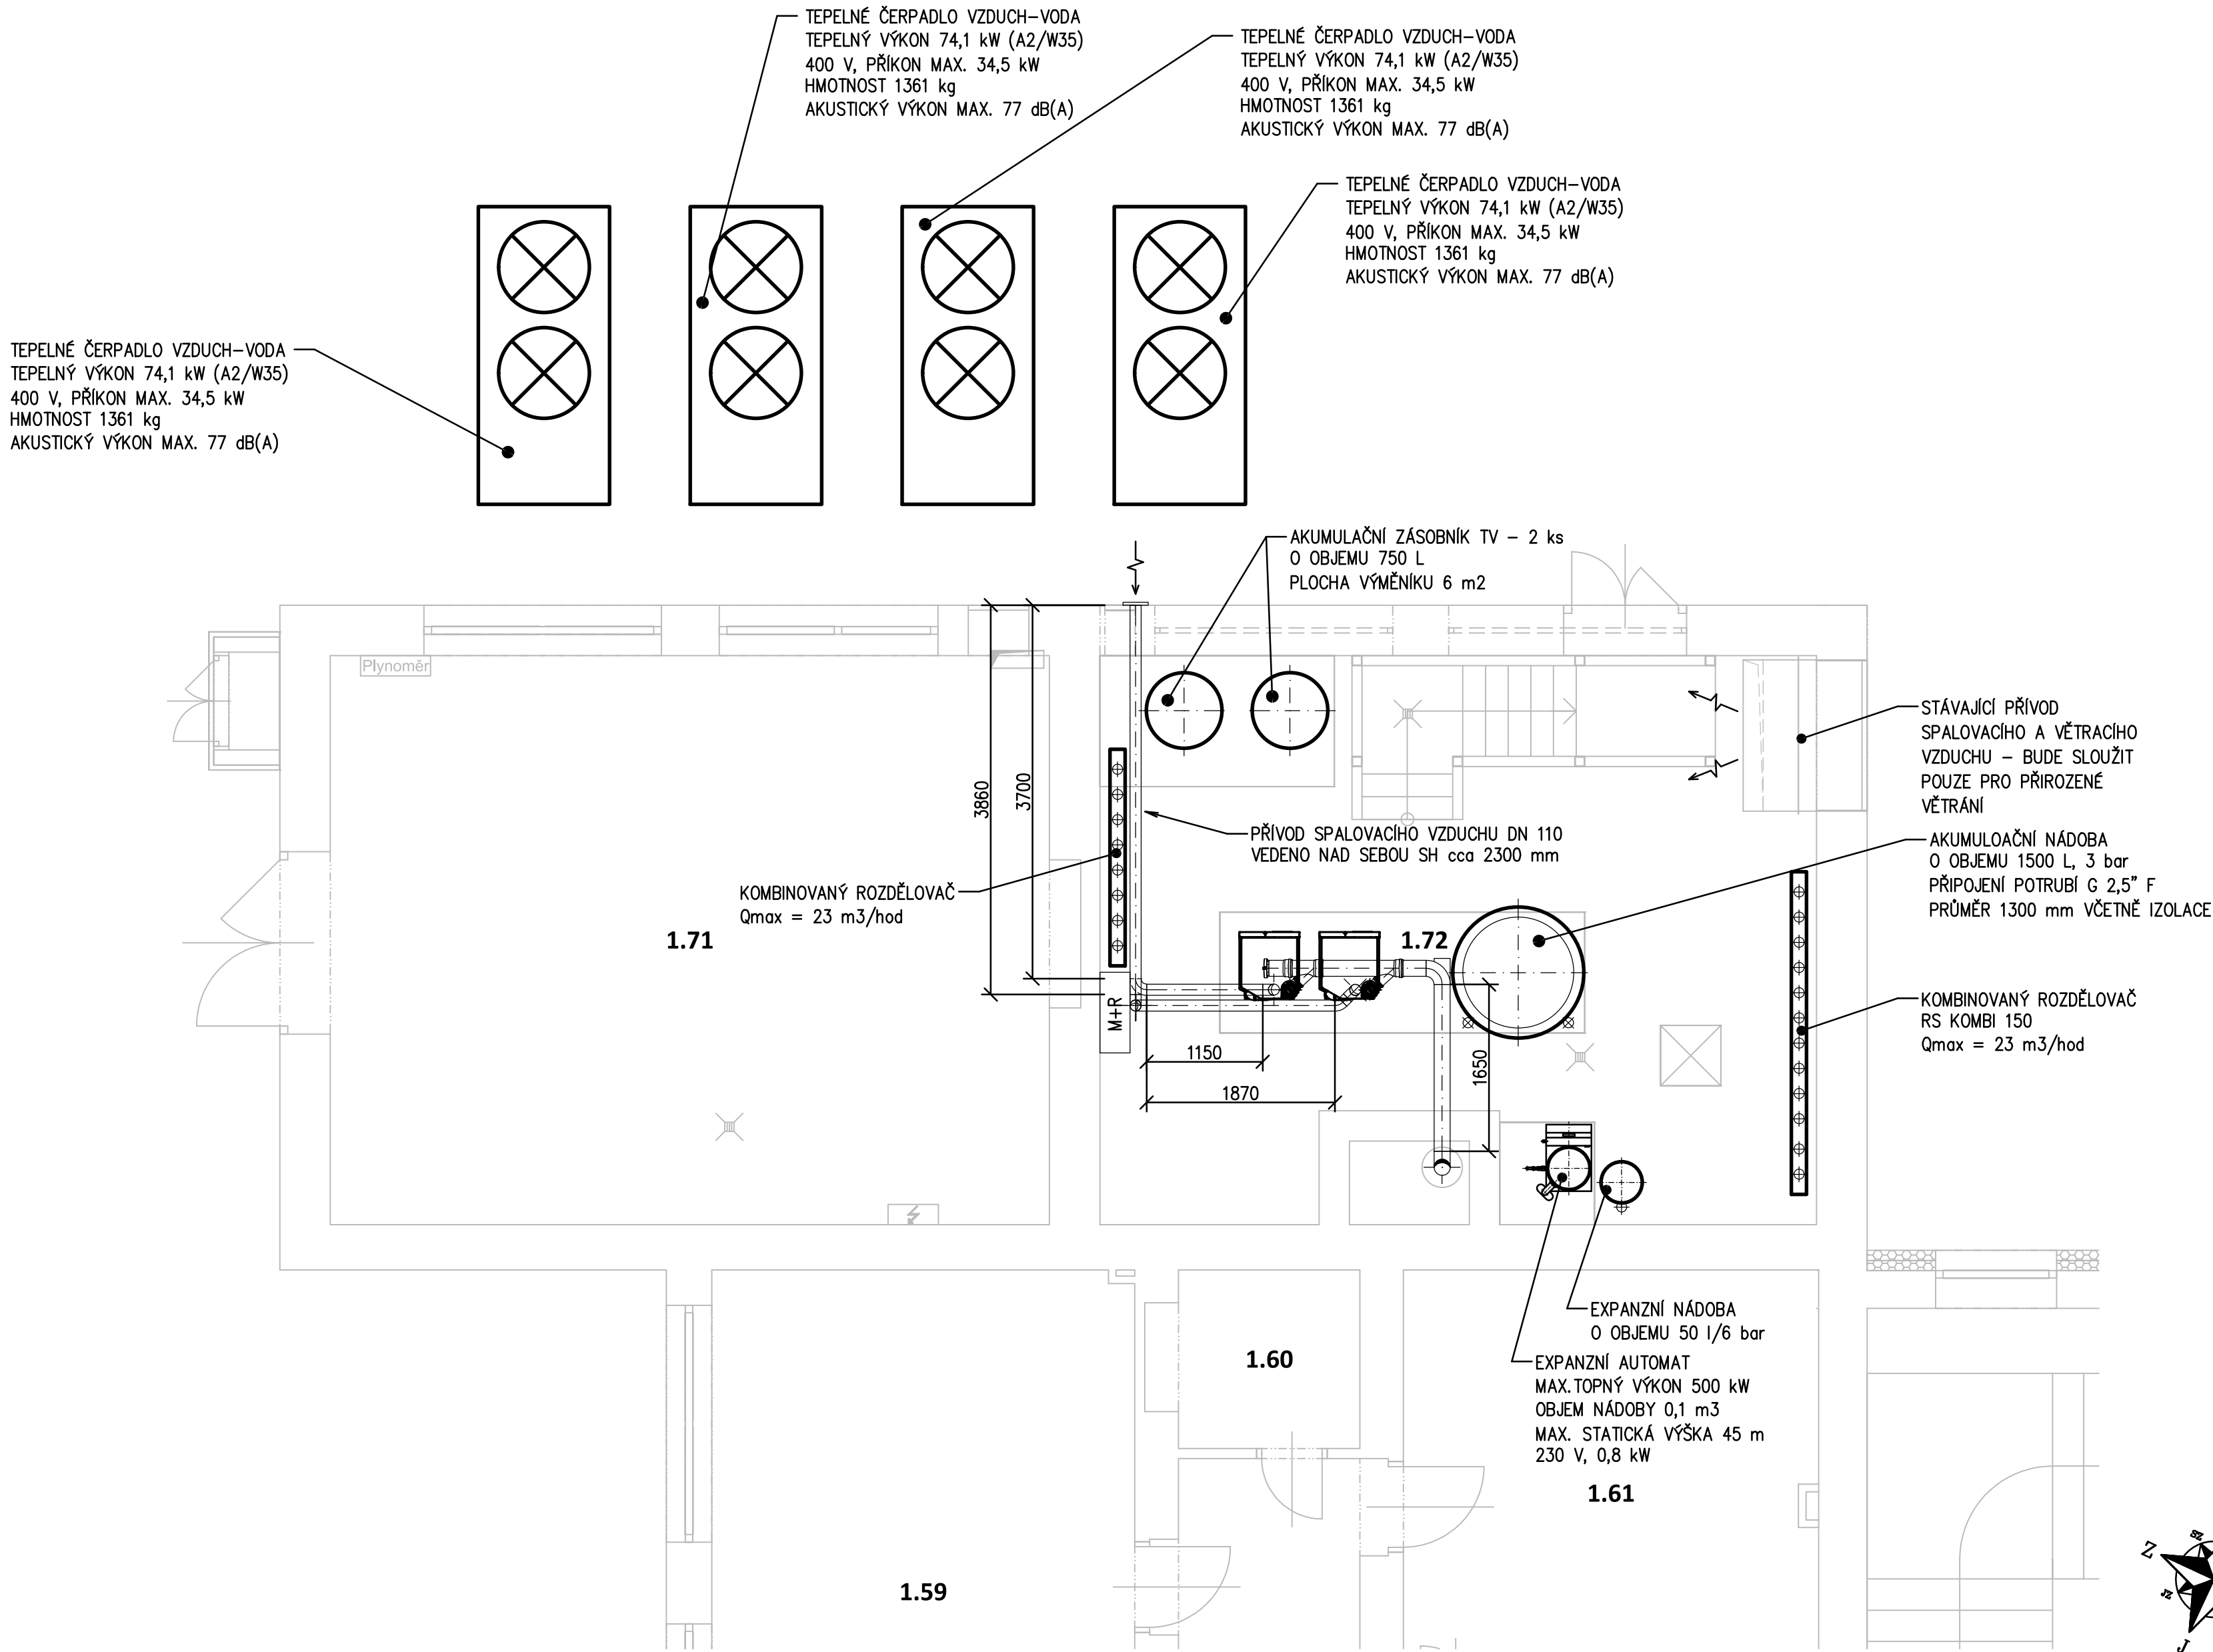 TEPELNÉ ČERPADLO VZDUCH-VODA
TEPELNÝ VÝKON 74,1 kW (A2/W35)
400 V, PŘÍKON MAX. 34,5 kW
HMOTNOST 1361 kg
AKUSTICKÝ VÝKON MAX. 77 dB(A)
TEPELNÉ ČERPADLO VZDUCH-VODA
TEPELNÝ VÝKON 74,1 kW (A2/W35)
400 V, PŘÍKON MAX. 34,5 kW
HMOTNOST 1361 kg
AKUSTICKÝ VÝKON MAX. 77 dB(A)
TEPELNÉ ČERPADLO VZDUCH-VODA
TEPELNÝ VÝKON 74,1 kW (A2/W35)
400 V, PŘÍKON MAX. 34,5 kW
HMOTNOST 1361 kg
AKUSTICKÝ VÝKON MAX. 77 dB(A)
TEPELNÉ ČERPADLO VZDUCH-VODA
TEPELNÝ VÝKON 74,1 kW (A2/W35)
400 V, PŘÍKON MAX. 34,5 kW
HMOTNOST 1361 kg
AKUSTICKÝ VÝKON MAX. 77 dB(A)
AKUMULAČNÍ ZÁSOBNÍK TV - 2 ks
O OBJEMU 750 L
PLOCHA VÝMĚNÍKU 6 m2
Plynoměr
STÁVAJÍCÍ PŘÍVOD
SPALOVACÍHO A VĚTRACÍHO
VZDUCHU - BUDE SLOUŽIT
POUZE PRO PŘIROZENÉ
VĚTRÁNÍ
3860
3700
PŘÍVOD SPALOVACÍHO VZDUCHU DN 110
VEDENO NAD SEBOU SH cca 2300 mm
AKUMULOAČNÍ NÁDOBA
O OBJEMU 1500 L, 3 bar
PŘIPOJENÍ POTRUBÍ G 2,5" F
PRŮMĚR 1300 mm VČETNĚ IZOLACE
KOMBINOVANÝ ROZDĚLOVAČ
Qmax = 23 m3/hod
1.71
1.72
M+R
KOMBINOVANÝ ROZDĚLOVAČ
RS KOMBI 150
Qmax = 23 m3/hod
1150
1870
1650
EXPANZNÍ NÁDOBA
O OBJEMU 50 l/6 bar
EXPANZNÍ AUTOMAT
MAX.TOPNÝ VÝKON 500 kW
OBJEM NÁDOBY 0,1 m3
MAX. STATICKÁ VÝŠKA 45 m
230 V, 0,8 kW
1.60
1.61
1.59
SZ
Z
JZ
J